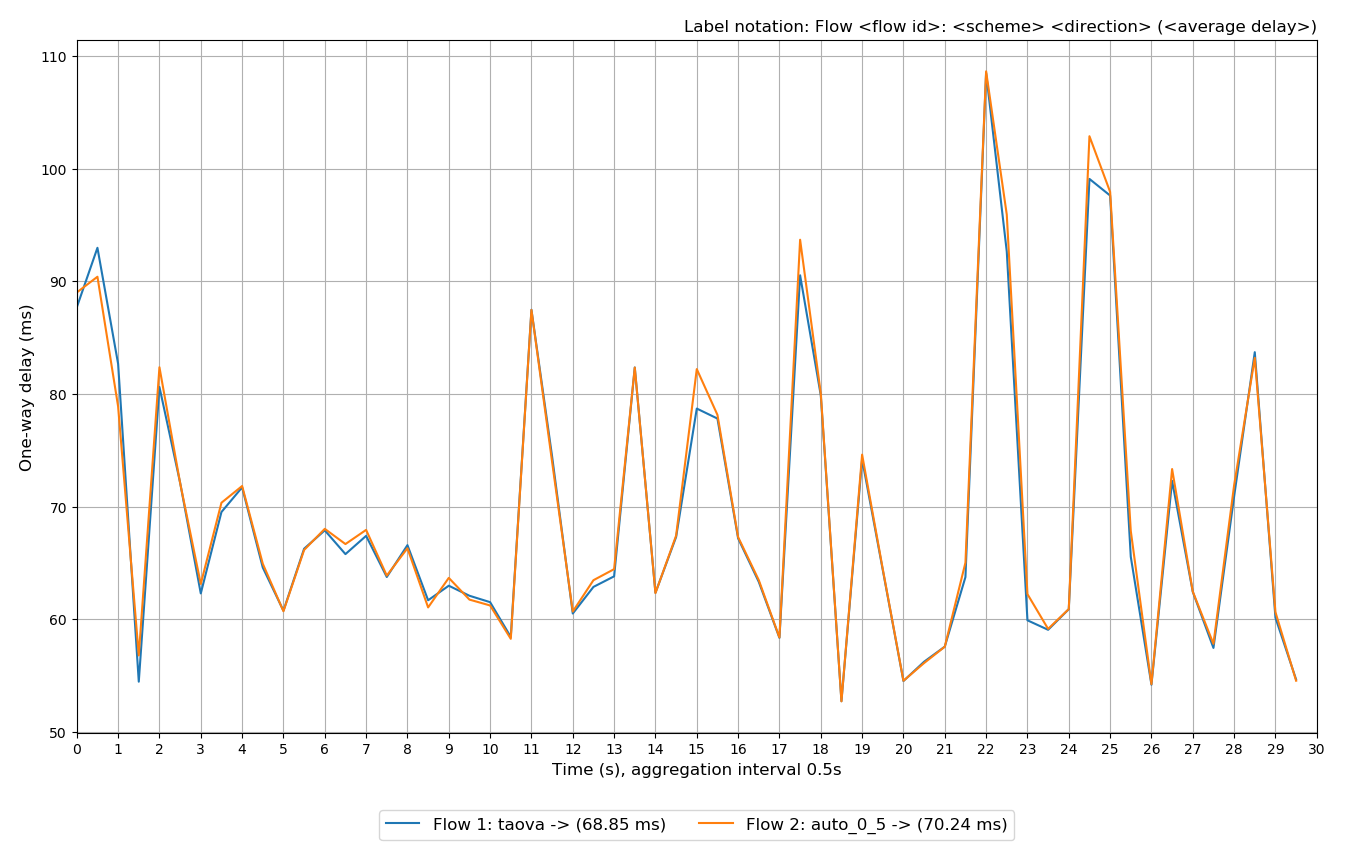 Label notation: Flow <flow id>: <scheme> <direction> (<average delay>)
110
100
90
80
70
60
50
One-way delay (ms)
0 1 2 3 4 5 6 7 8 9 10 11 12 13 14 15 16 17 18 19 20 21 22 23 24 25 26 27 28 29 30
Time (s), aggregation interval 0.5s
Flow 1: taova -> (68.85 ms) Flow 2: auto_0_5 -> (70.24 ms)